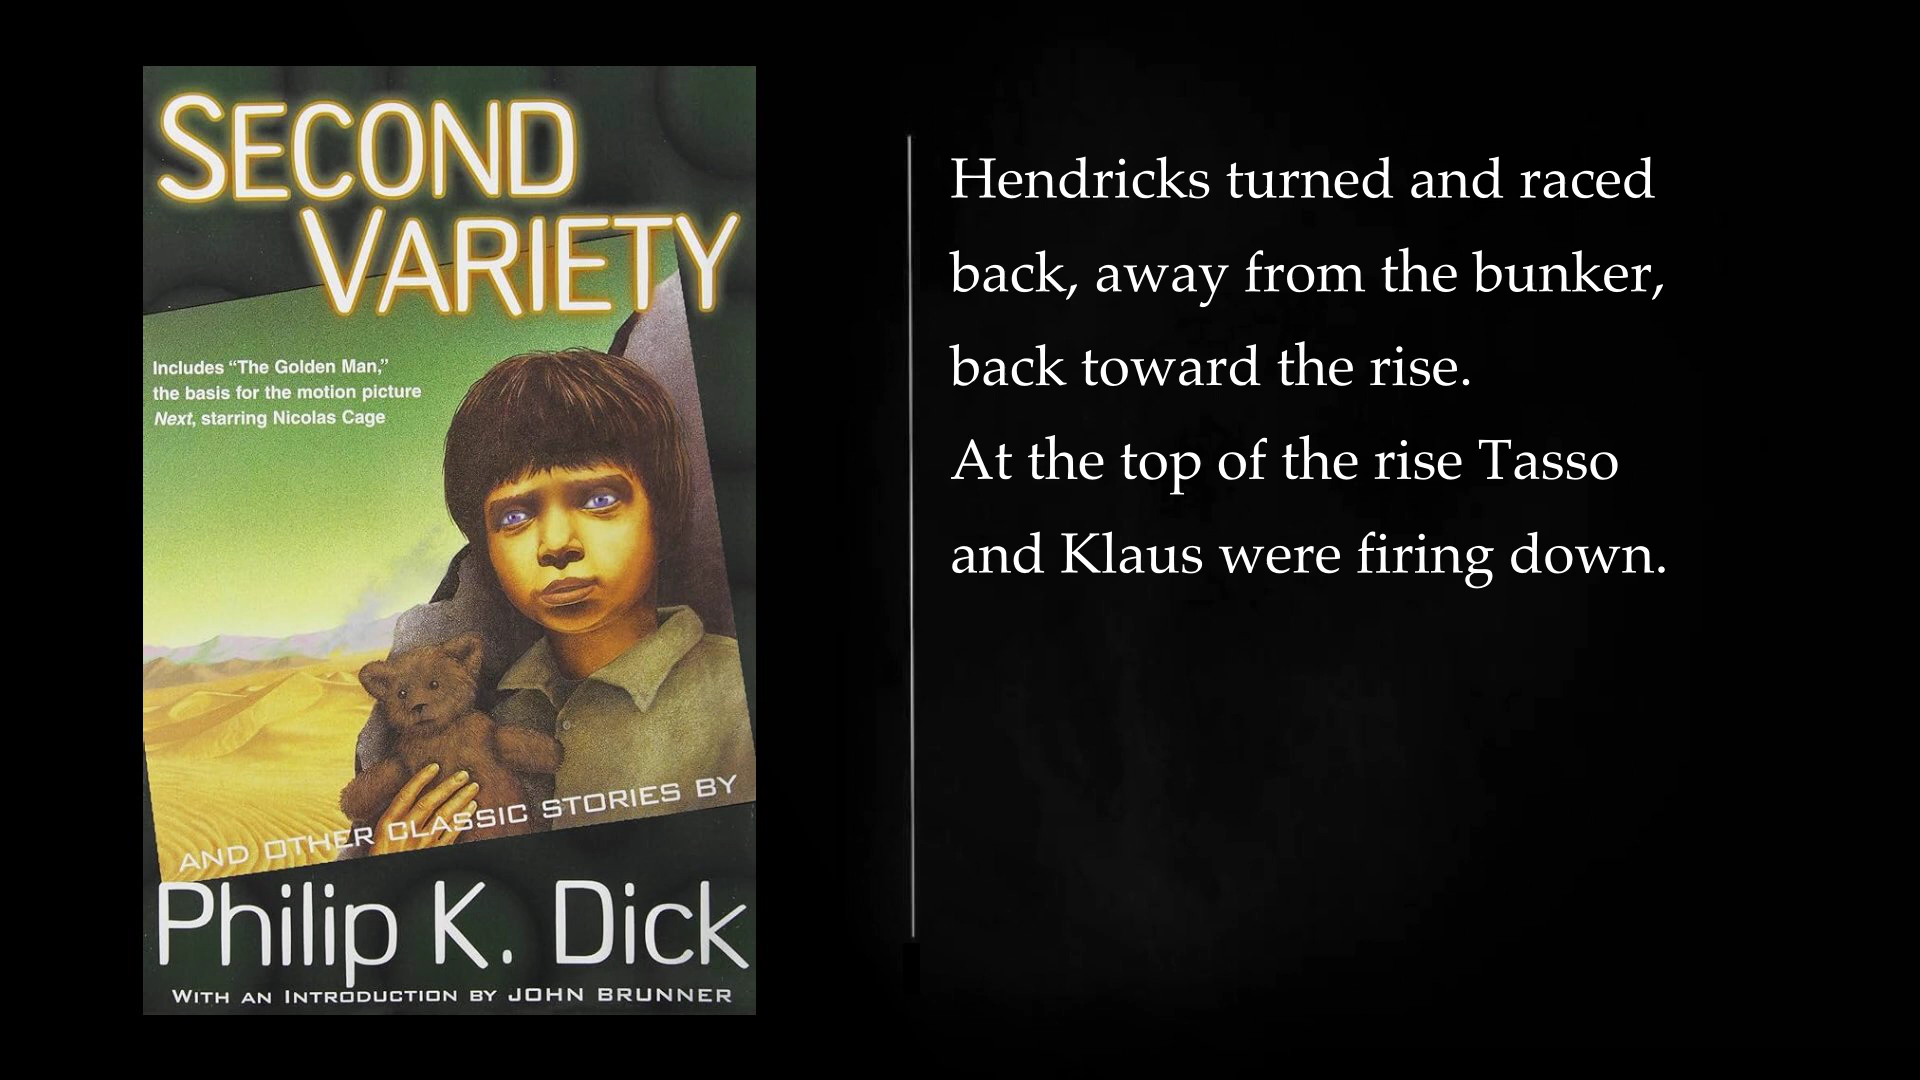 SECOND
VARIETY
Includes “The Golden Man,”
the basis for the motion picture
Next, starring Nicolas Cage
AND OTHER CLASSIC STORIES BY
Philip K. Dick
WITH AN INTRODUCTION BY JOHN BRUNNER
Hendricks turned and raced
back, away from the bunker,
back toward the rise.
At the top of the rise Tasso
and Klaus were firing down.